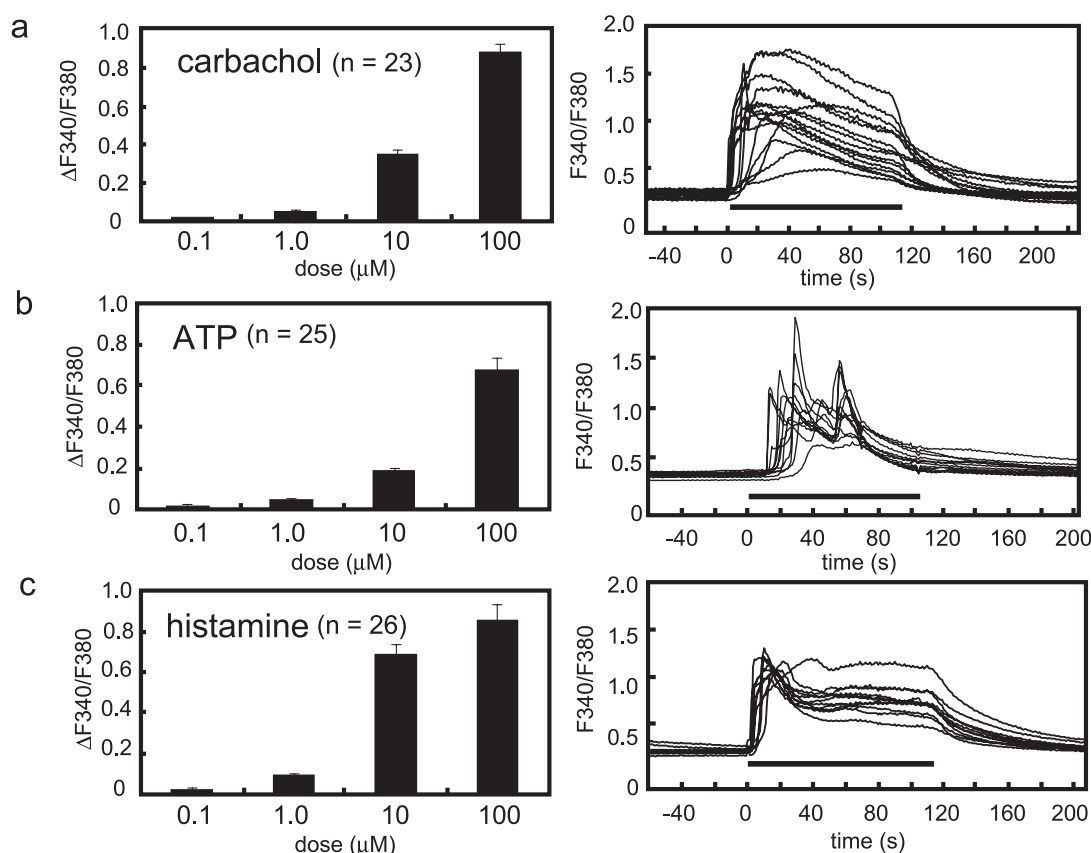 a
carbachol (n = 23)
ΔF340/F380
1.0
0.8
0.4
0
0.1 1.0 10 100
dose (μM)
F340/F380
2.0
1.5
1.0
0.5
0
-40 0 40 80 120 160 200
time (s)
b
ATP (n = 25)
ΔF340/F380
1.0
0.8
0.6
0.4
0.2
0
0.1 1.0 10 100
dose (μM)
F340/F380
2.0
1.5
1.0
0.5
0
-40 0 40 80 120 160 200
time (s)
c
histamine (n = 26)
ΔF340/F380
1.0
0.8
0.6
0.4
0.2
0
0.1 1.0 10 100
dose (μM)
F340/F380
2.0
1.5
1.0
0.5
0
-40 0 40 80 120 160 200
time (s)